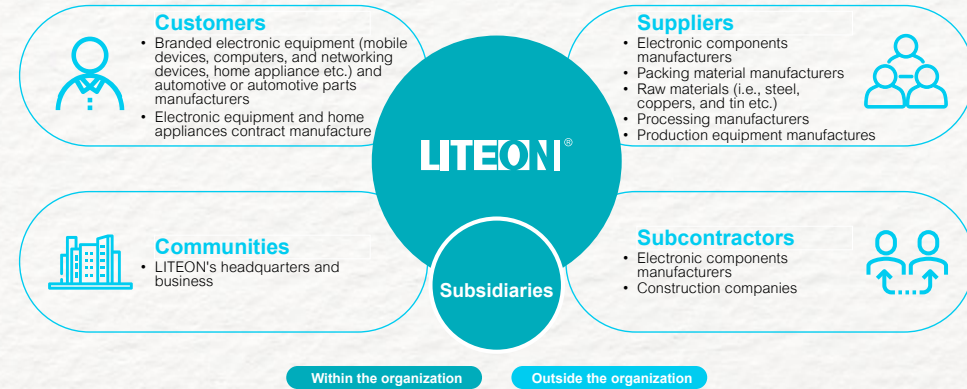 Customers
• Branded electronic equipment (mobile
devices, computers, and networking
devices, home appliance etc.) and
automotive or automotive parts
manufacturers
• Electronic equipment and home
appliances contract manufacture
Suppliers
• Electronic components
manufacturers
• Packing material manufacturers
• Raw materials (i.e., steel,
coppers, and tin etc.)
• Processing manufacturers
• Production equipment manufactures
LITEON®
Communities
• LITEON's headquarters and
business
Subsidiaries
Subcontractors
• Electronic components
manufacturers
• Construction companies
Within the organization
Outside the organization